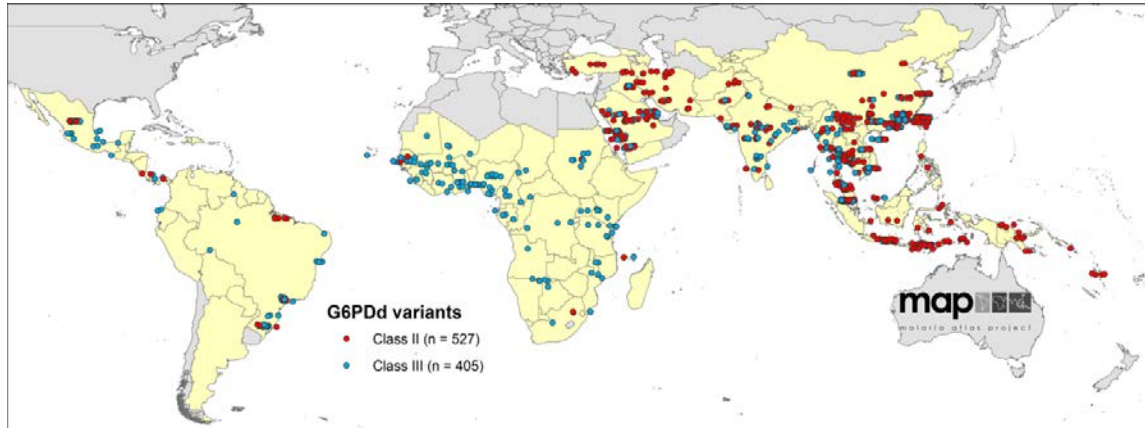 G6PDd variants
Class II (n = 527)
Class III (n = 405)
map
malaria atlas project